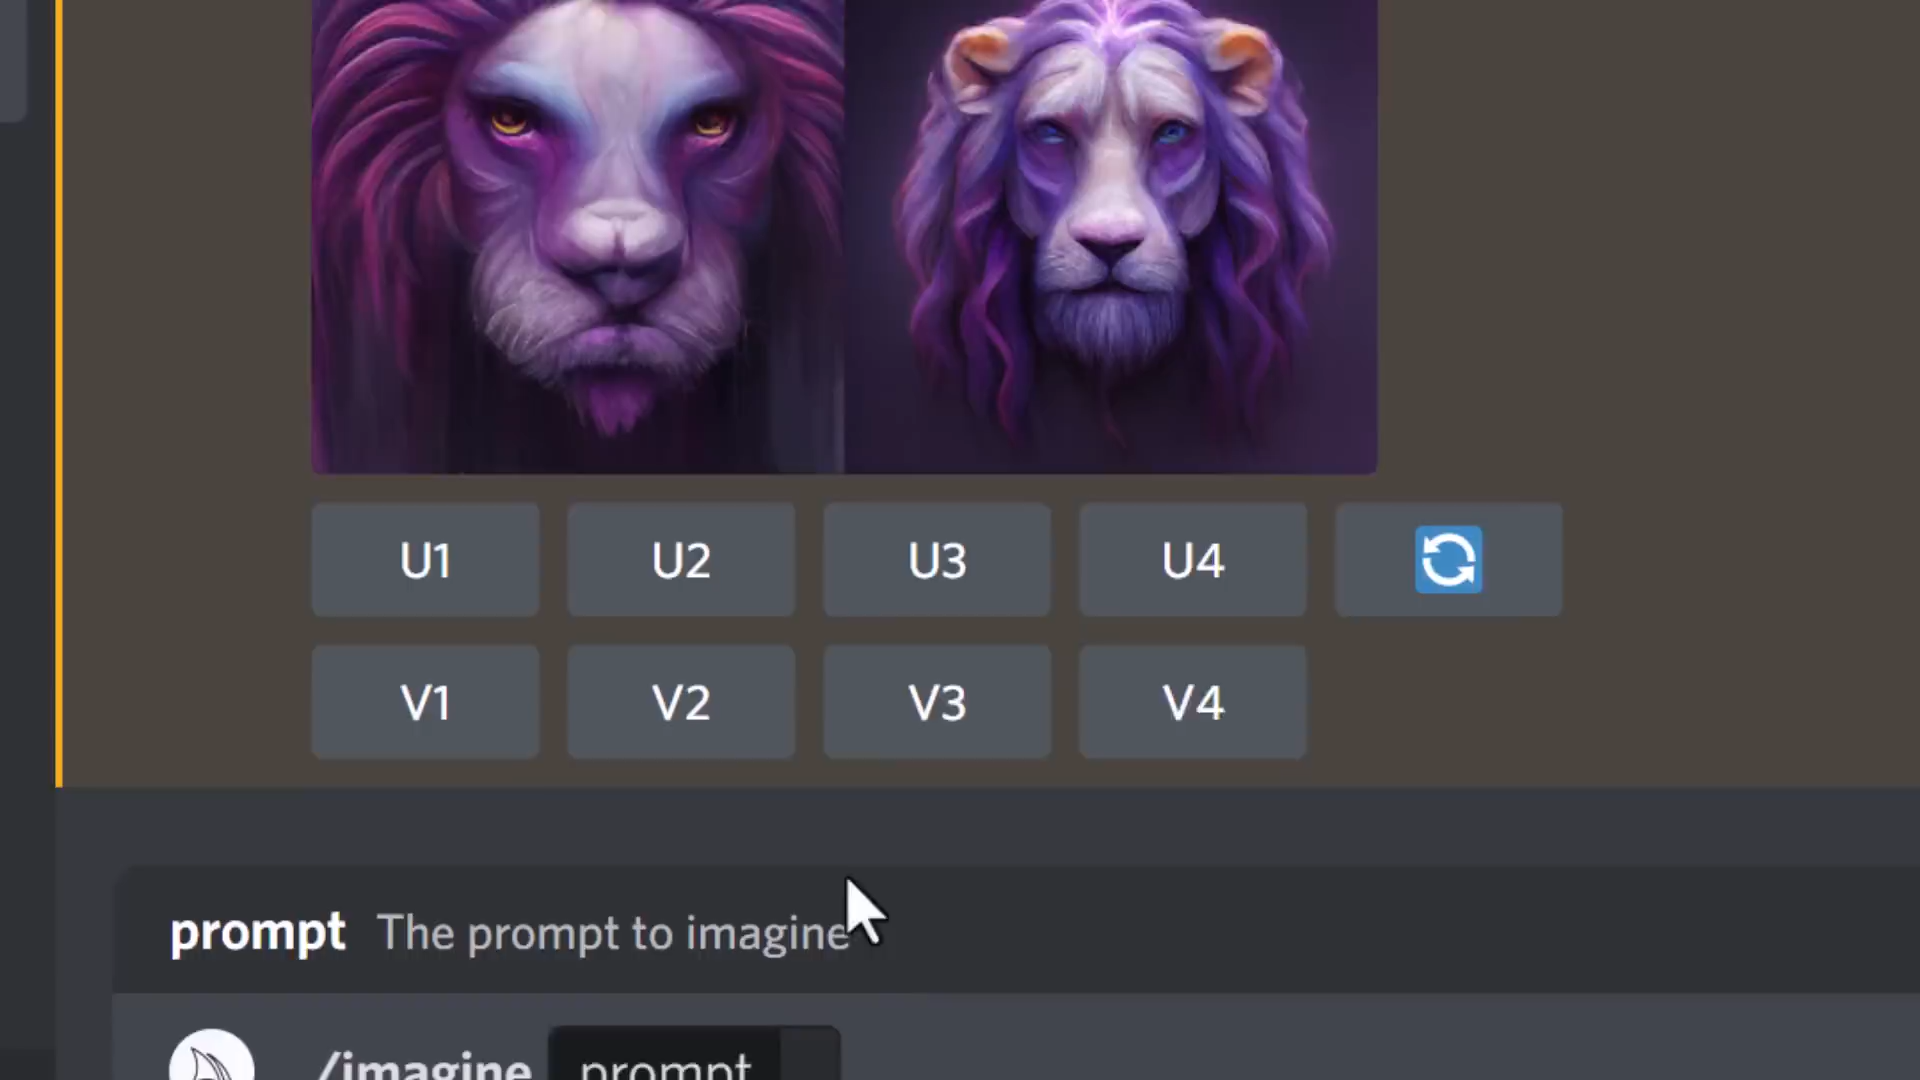 U1 U2 U3 U4
V1 V2 V3 V4
prompt The prompt to imagine
/imagine prompt